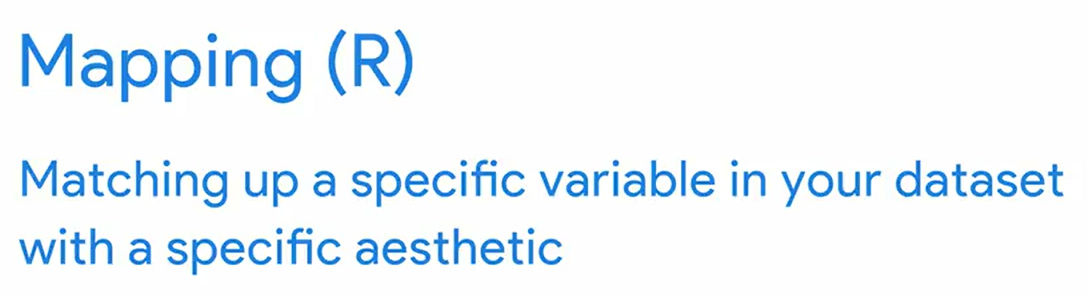 Mapping (R)
Matching up a specific variable in your dataset
with a specific aesthetic